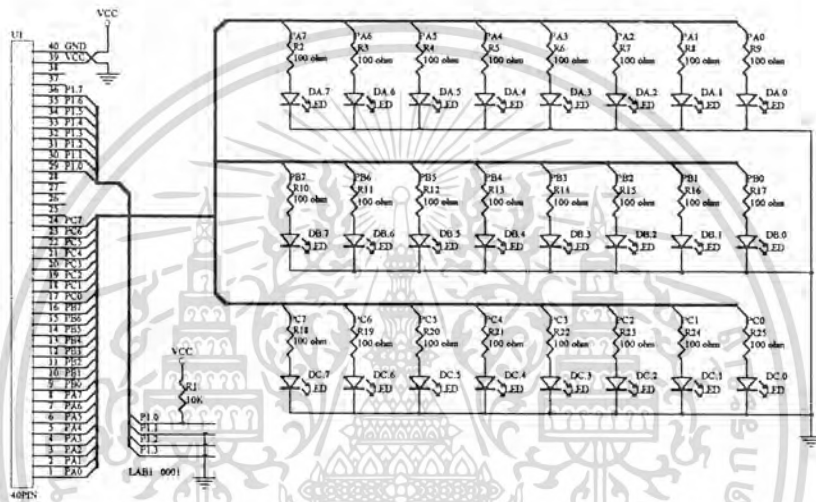 U1
VCC
40 GND
39 VCC
38
37
36 P1.7
35 P1.6
34 P1.5
33 P1.4
32 P1.3
31 P1.2
30 P1.1
29 P1.0
28
27
26
25
24 PC7
23 PC6
22 PC5
21 PC4
20 PC3
19 PC2
18 PC1
17 PC0
16 PB7
15 PB6
14 PB5
13 PB4
12 PB3
11 PB2
10 PB1
9 PB0
8 PA7
7 PA6
6 PA5
5 PA4
4 PA3
3 PA2
2 PA1
1 PA0
40PIN
VCC
R1
10K
P1.0
P1.1
P1.2
P1.3
LAB1 0001
PA7 PA6 PA5 PA4 PA3 PA2 PA1 PA0
R2 R3 R4 R5 R6 R7 R8 R9
100 ohm 100 ohm 100 ohm 100 ohm 100 ohm 100 ohm 100 ohm 100 ohm
DA.7 DA.6 DA.5 DA.4 DA.3 DA.2 DA.1 DA.0
LED LED LED LED LED LED LED LED
PB7 PB6 PB5 PB4 PB3 PB2 PB1 PB0
R10 R11 R12 R13 R14 R15 R16 R17
100 ohm 100 ohm 100 ohm 100 ohm 100 ohm 100 ohm 100 ohm 100 ohm
DB.7 DB.6 DB.5 DB.4 DB.3 DB.2 DB.1 DB.0
LED LED LED LED LED LED LED LED
PC7 PC6 PC5 PC4 PC3 PC2 PC1 PC0
R18 R19 R20 R21 R22 R23 R24 R25
100 ohm 100 ohm 100 ohm 100 ohm 100 ohm 100 ohm 100 ohm 100 ohm
DC.7 DC.6 DC.5 DC.4 DC.3 DC.2 DC.1 DC.0
LED LED LED LED LED LED LED LED